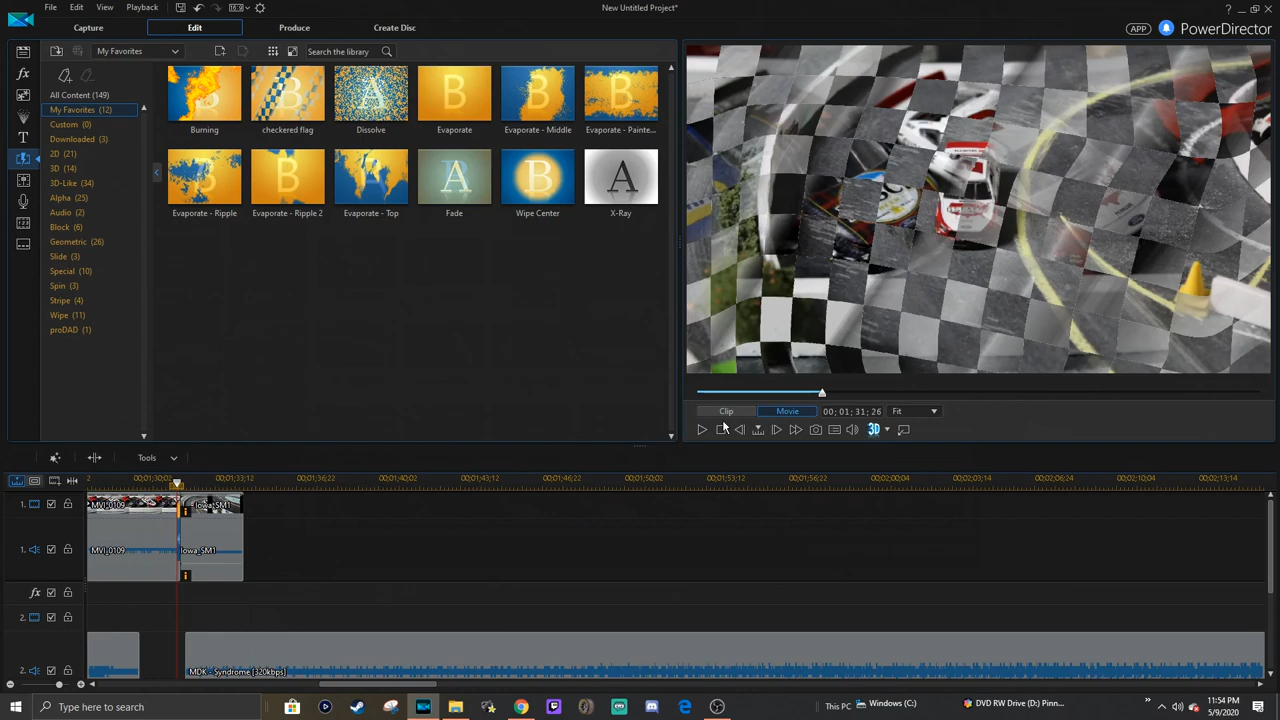 File Edit View Playback 16:9 New Untitled Project*
Capture Edit Produce Create Disc APP PowerDirector
My Favorites Search the library
All Content (149)
My Favorites (12)
Custom (0)
Downloaded (3)
2D (21)
3D (14)
3D-Like (34)
Alpha (25)
Audio (2)
Block (6)
Geometric (26)
Slide (3)
Special (10)
Spin (3)
Stripe (4)
Wipe (11)
proDAD (1)
B B A B B B
Burning checkered flag Dissolve Evaporate Evaporate - Middle Evaporate - Painte...
B B A B A
Evaporate - Ripple Evaporate - Ripple 2 Evaporate - Top Fade Wipe Center X-Ray
fx
T
Clip Movie 00; 01; 31; 26 Fit
3D
Tools
2 00;01;30;02 00;01;33;12 00;01;36;22 00;01;40;02 00;01;43;12 00;01;46;22 00;01;50;02 00;01;53;12 00;01;56;22 00;02;00;04 00;02;03;14 00;02;06;24 00;02;10;04 00;02;13;14
1. MVI_0109 Iowa_SM1
1. MVI_0109 Iowa_SM1
fx
2.
2. MDK - Syndrome [320kbps]
Type here to search This PC Windows (C:) DVD RW Drive (D:) Pinn... 11:54 PM
5/9/2020